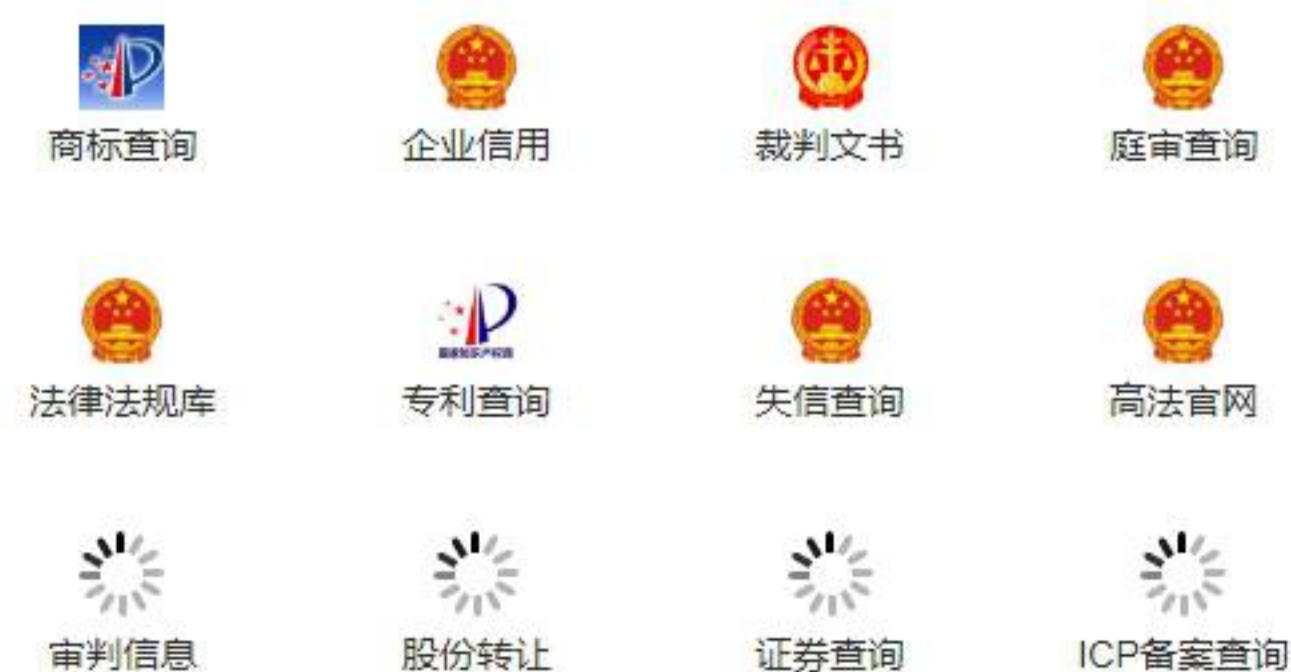 商标查询 企业信用 裁判文书 庭审查询
法律法规库 专利查询 失信查询 高法官网
审判信息 股份转让 证券查询 ICP备案查询